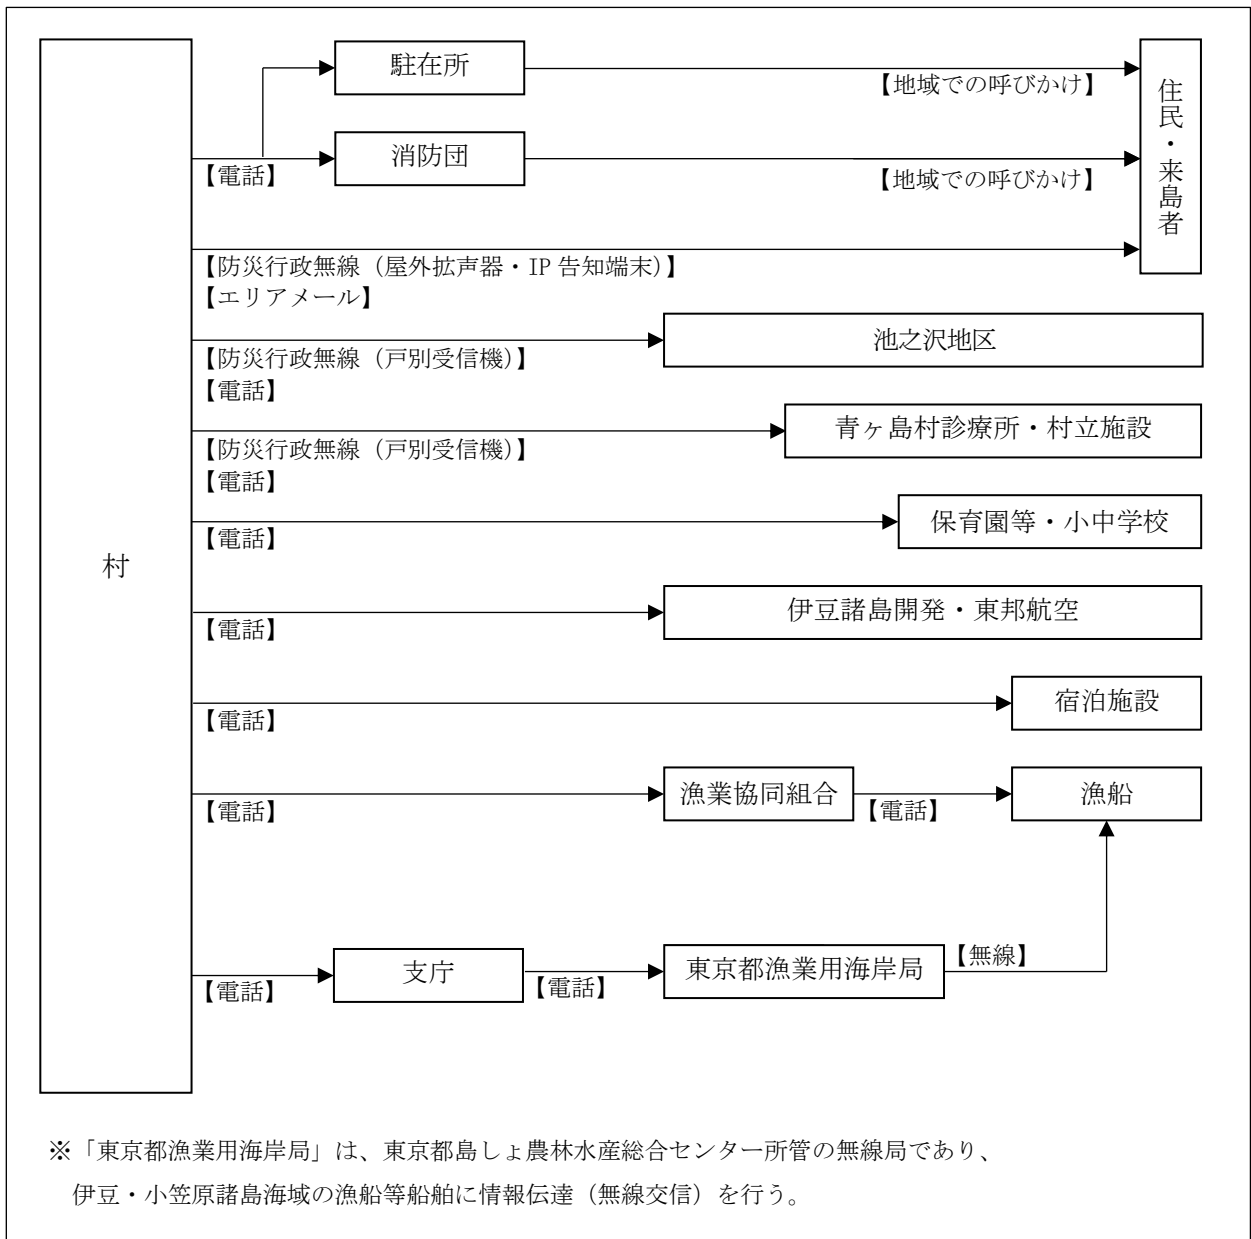 村
駐在所
【地域での呼びかけ】
住民・来島者
消防団
【電話】
【地域での呼びかけ】
【防災行政無線（屋外拡声器・IP 告知端末）】
【エリアメール】
池之沢地区
【防災行政無線（戸別受信機）】
【電話】
青ヶ島村診療所・村立施設
【防災行政無線（戸別受信機）】
【電話】
保育園等・小中学校
【電話】
伊豆諸島開発・東邦航空
【電話】
宿泊施設
【電話】
漁業協同組合
漁船
【電話】
【電話】
支庁
東京都漁業用海岸局
【無線】
【電話】
【電話】
※「東京都漁業用海岸局」は、東京都島しょ農林水産総合センター所管の無線局であり、
伊豆・小笠原諸島海域の漁船等船舶に情報伝達（無線交信）を行う。